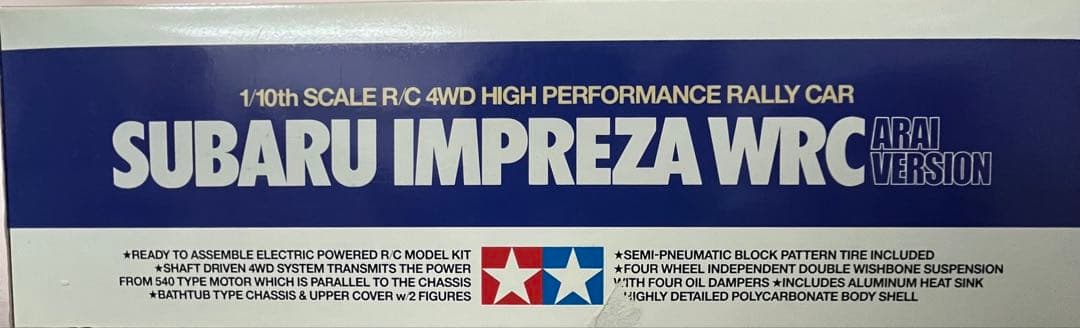 1/10th SCALE R/C 4WD HIGH PERFORMANCE RALLY CAR
SUBARU IMPREZA WRC ARAI VERSION
★READY TO ASSEMBLE ELECTRIC POWERED R/C MODEL KIT
★SHAFT DRIVEN 4WD SYSTEM TRANSMITS THE POWER
FROM 540 TYPE MOTOR WHICH IS PARALLEL TO THE CHASSIS
★BATHTUB TYPE CHASSIS & UPPER COVER w/2 FIGURES
★SEMI-PNEUMATIC BLOCK PATTERN TIRE INCLUDED
★FOUR WHEEL INDEPENDENT DOUBLE WISHBONE SUSPENSION
WITH FOUR OIL DAMPERS ★INCLUDES ALUMINUM HEAT SINK
HIGHLY DETAILED POLYCARBONATE BODY SHELL